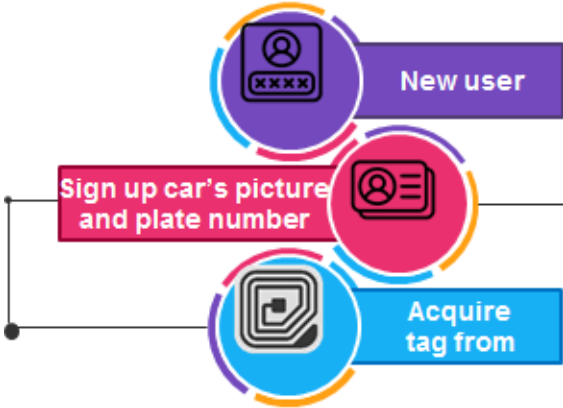 ××××
New user
Sign up car's picture
and plate number
Acquire
tag from